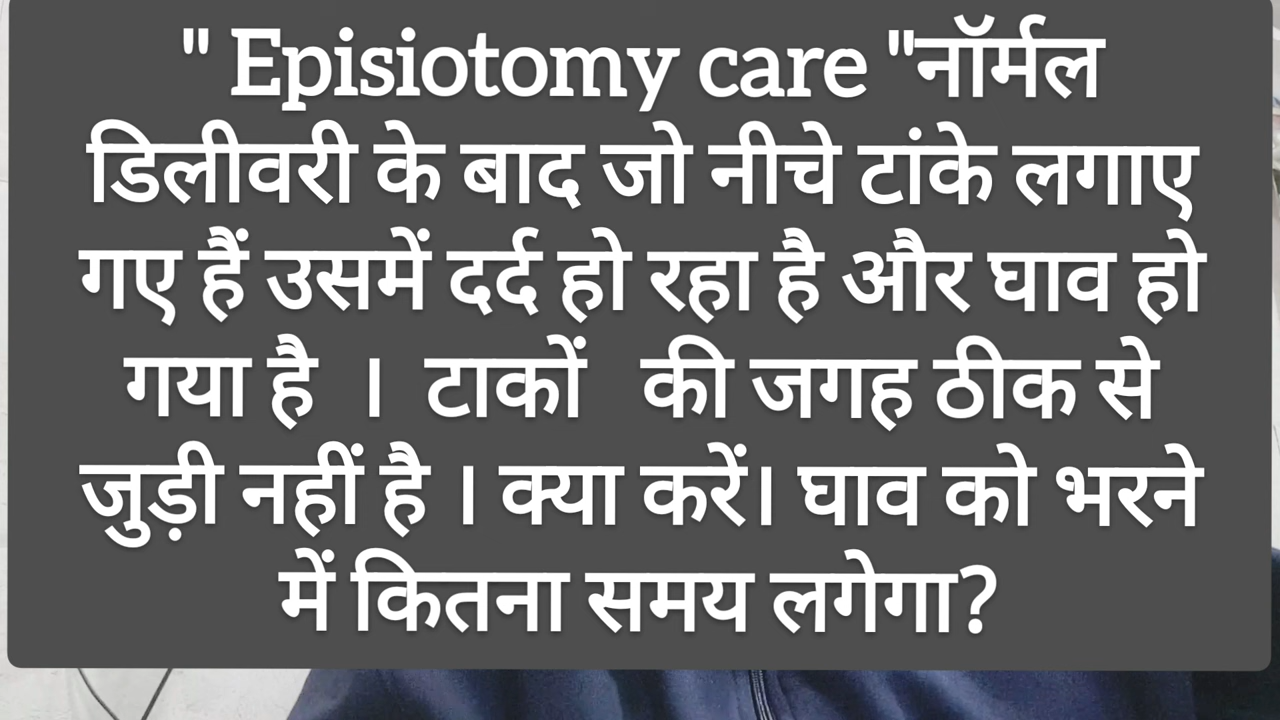 " Episiotomy care "नॉर्मल
डिलीवरी के बाद जो नीचे टांके लगाए
गए हैं उसमें दर्द हो रहा है और घाव हो
गया है । टाकों की जगह ठीक से
जुड़ी नहीं है । क्या करें। घाव को भरने
में कितना समय लगेगा?